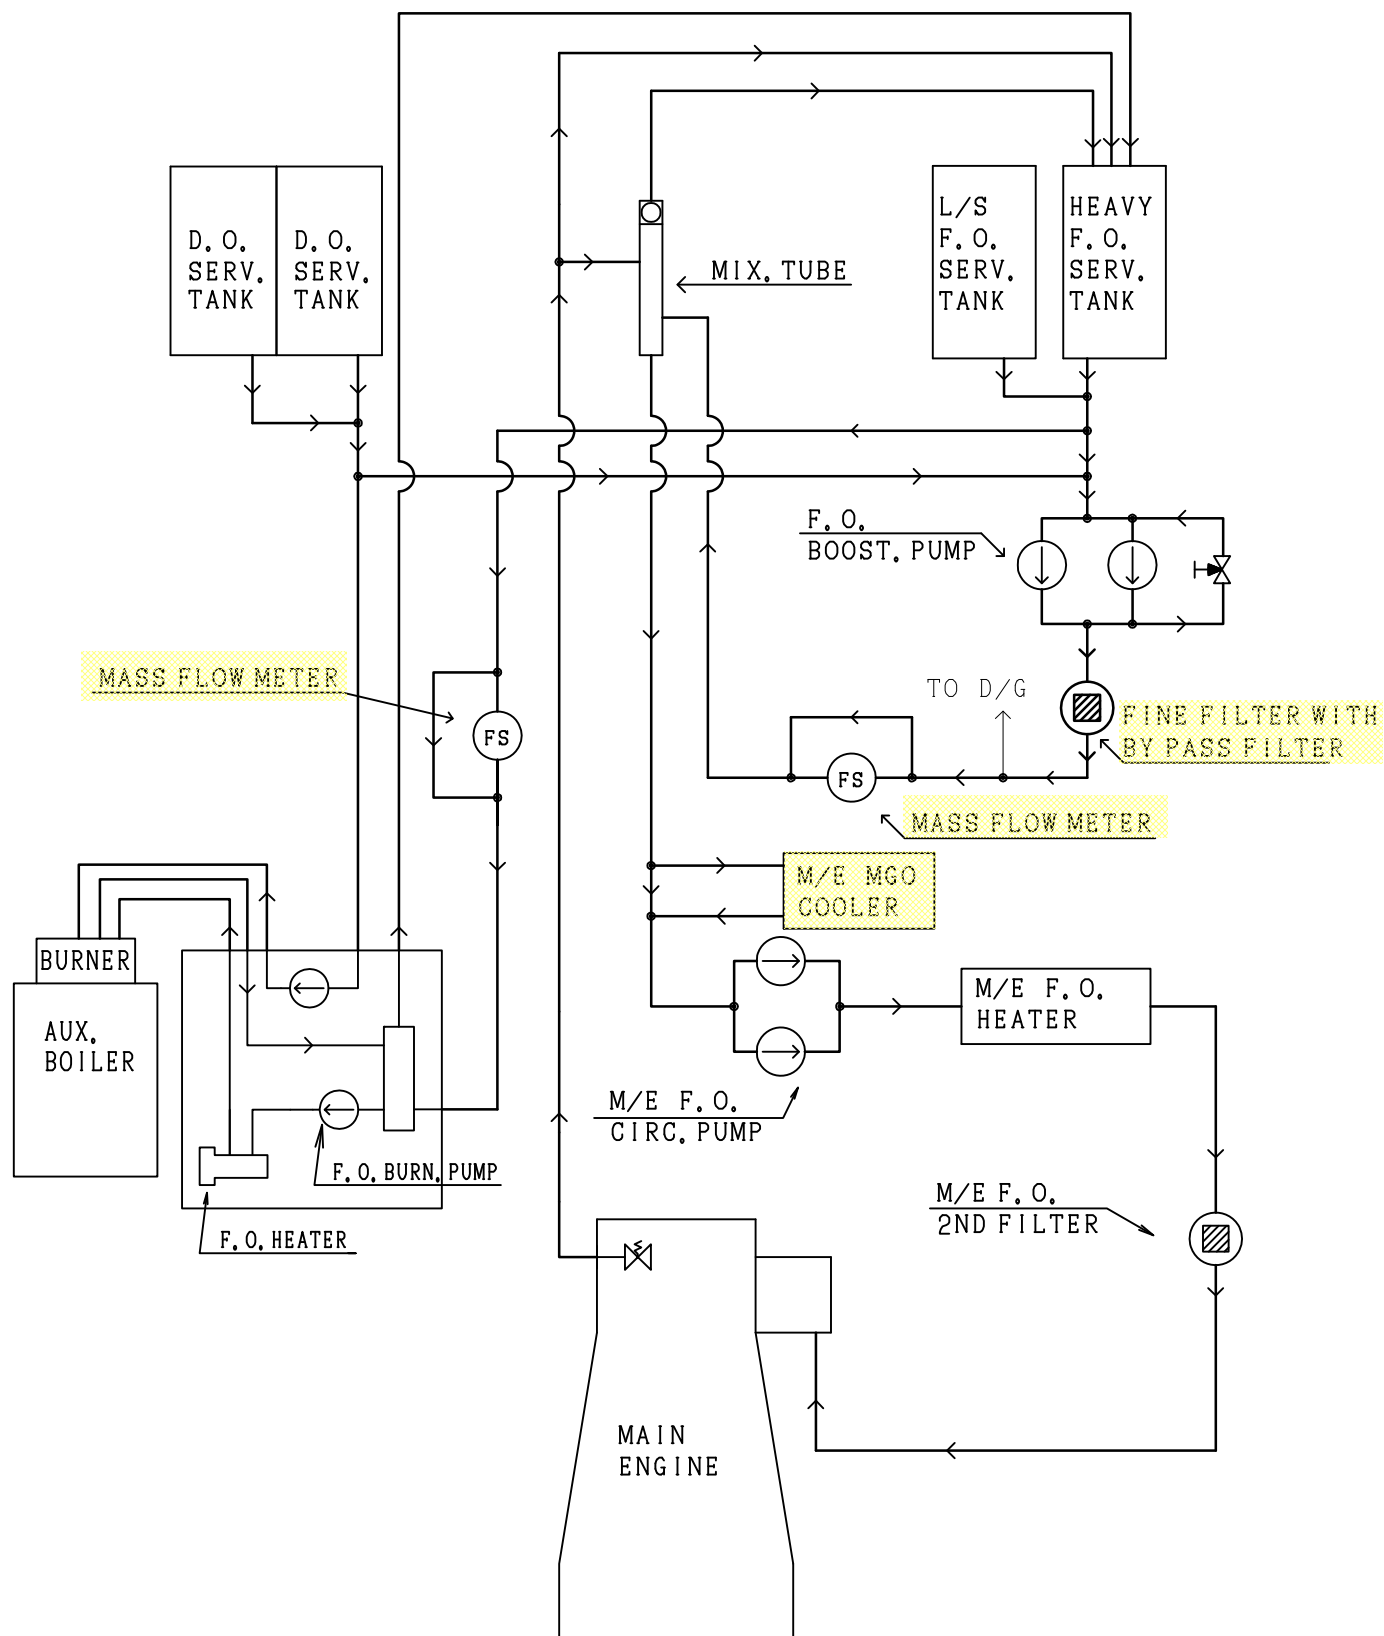 D.O.
SERV.
TANK
D.O.
SERV.
TANK
L/S
F.O.
SERV.
TANK
HEAVY
F.O.
SERV.
TANK
MIX. TUBE
F.O.
BOOST. PUMP
MASS FLOW METER
FS
TO D/G
FINE FILTER WITH
BY PASS FILTER
FS
MASS FLOW METER
M/E MGO
COOLER
BURNER
AUX.
BOILER
M/E F.O.
HEATER
M/E F.O.
CIRC. PUMP
F.O. BURN. PUMP
F.O. HEATER
M/E F.O.
2ND FILTER
MAIN
ENGINE